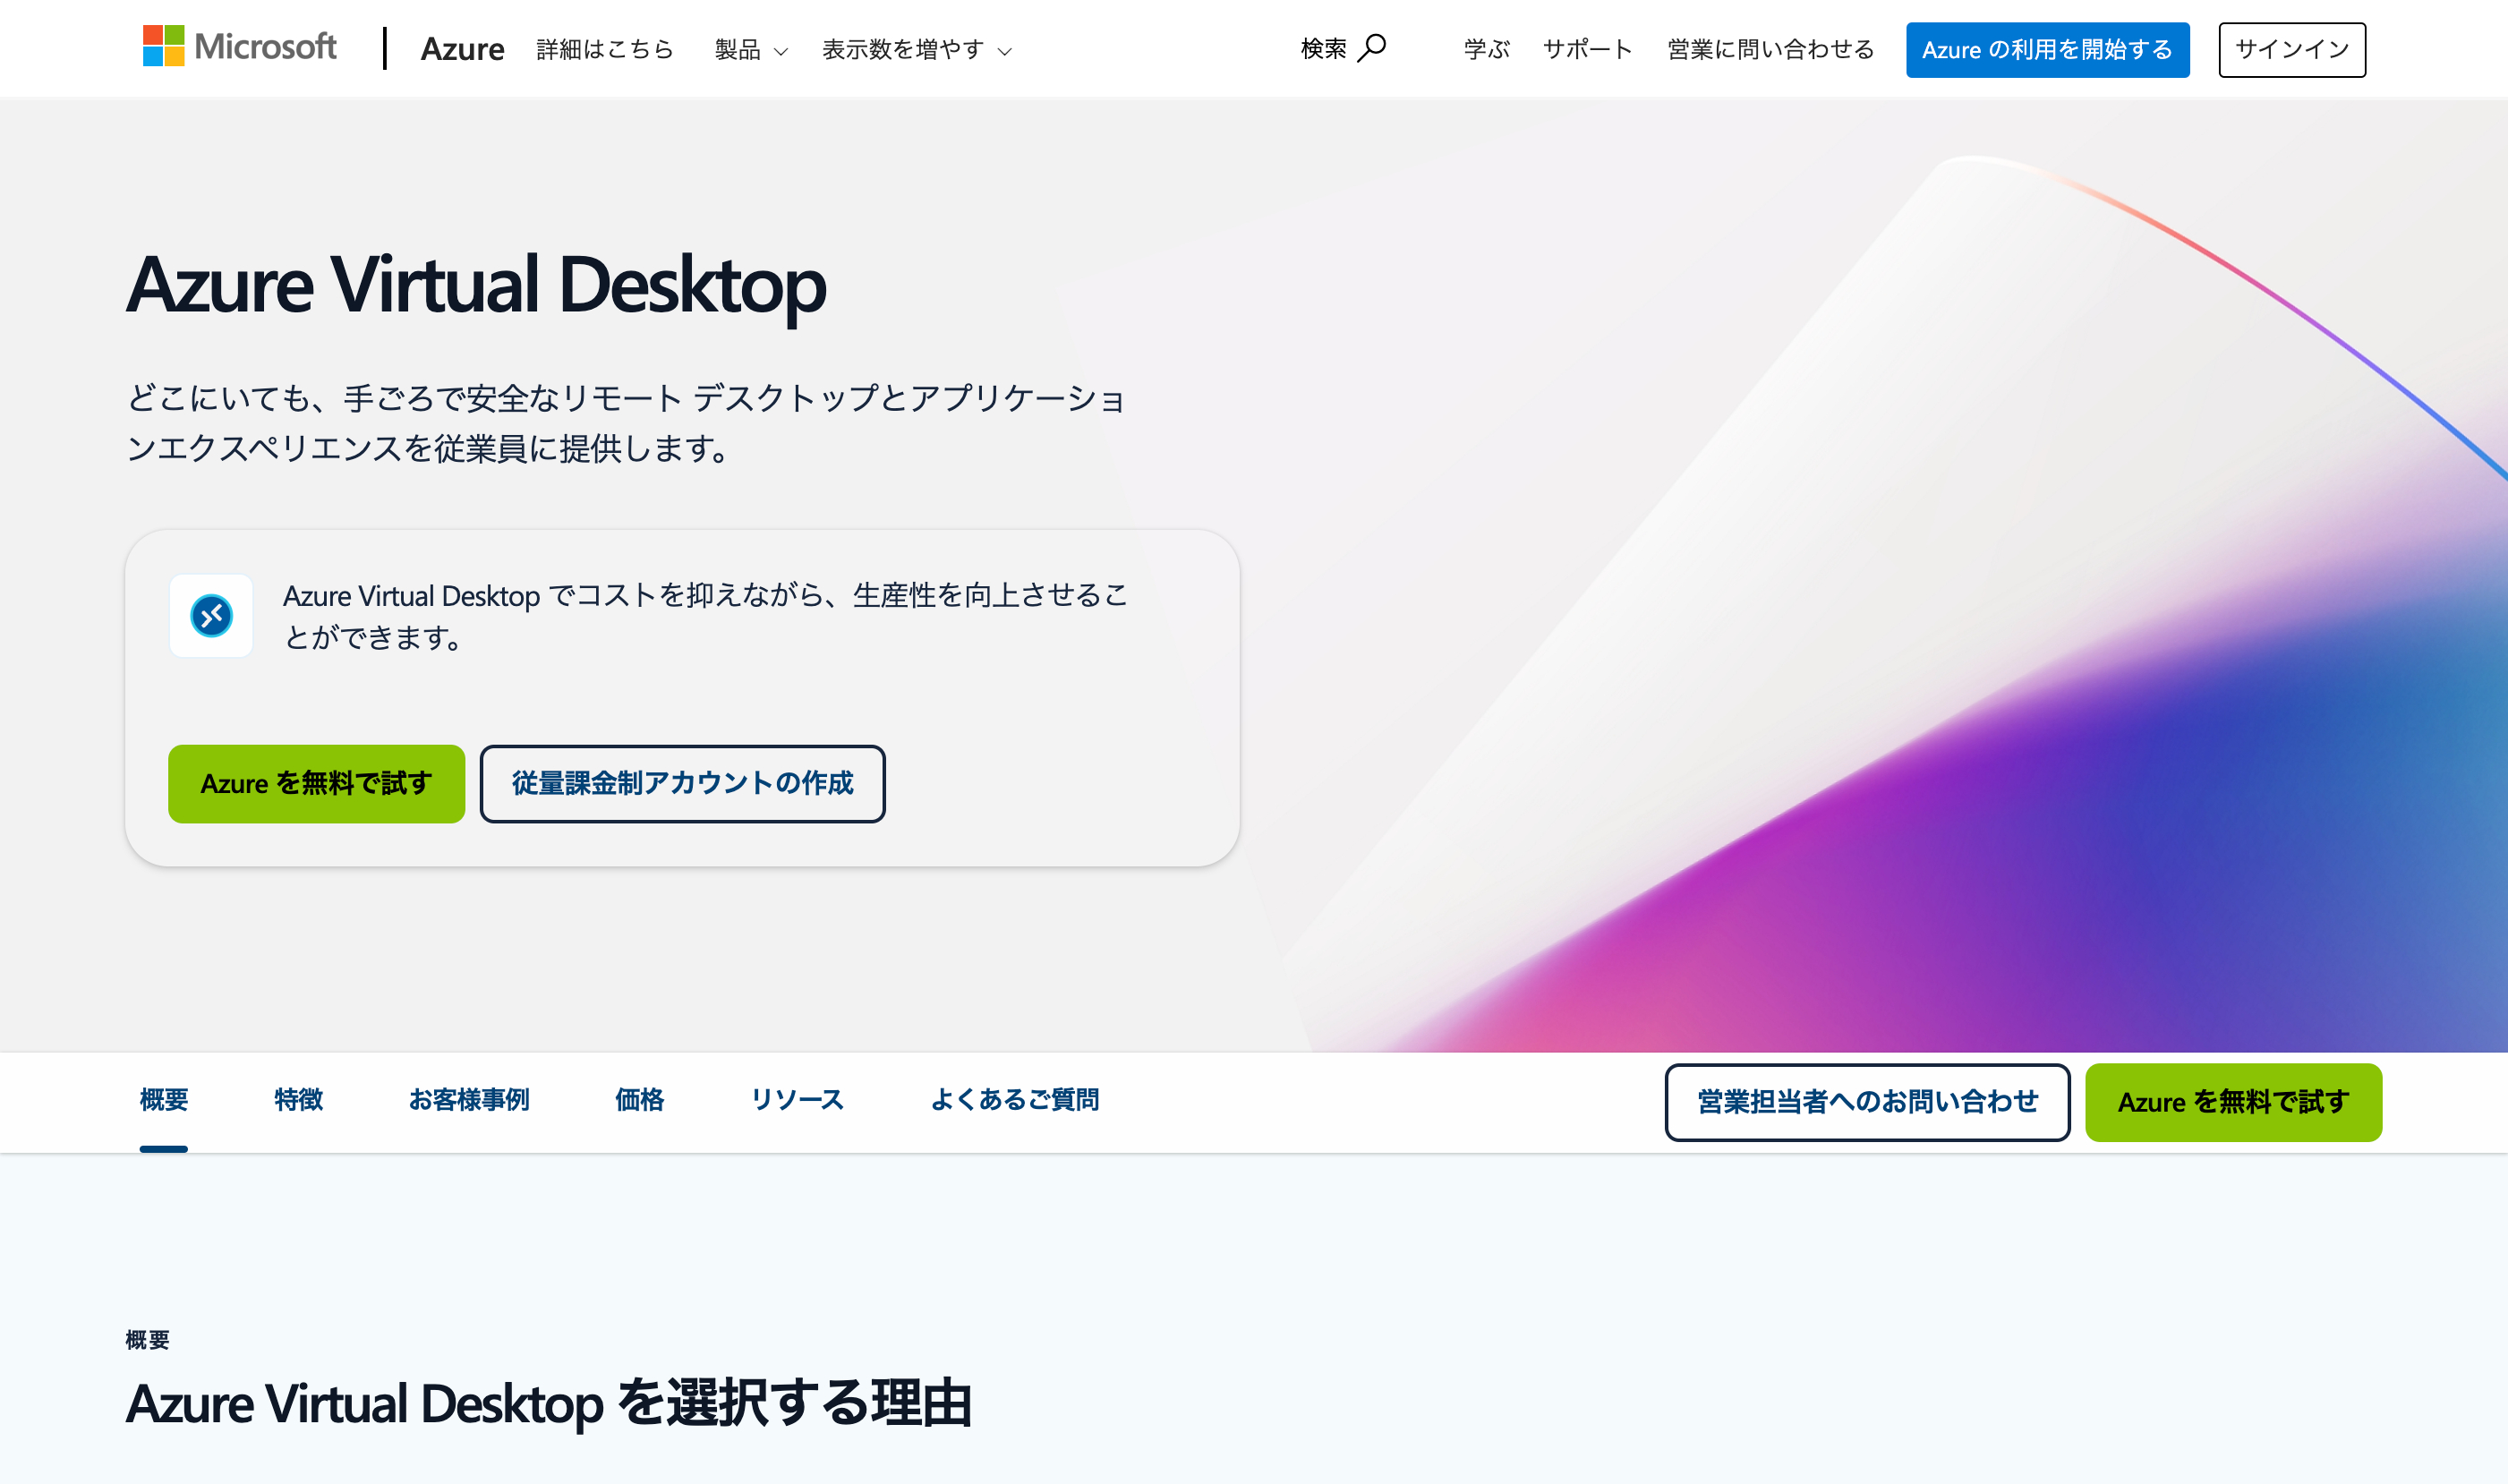 Microsoft
Azure 詳細はこちら 製品 表示数を増やす 検索 学ぶ サポート 営業に問い合わせる Azure の利用を開始する サインイン
Azure Virtual Desktop
どこにいても、手ごろで安全なリモート デスクトップとアプリケーショ
ンエクスペリエンスを従業員に提供します。
Azure Virtual Desktop でコストを抑えながら、生産性を向上させるこ
とができます。
Azure を無料で試す 従量課金制アカウントの作成
概要 特徴 お客様事例 価格 リソース よくあるご質問 営業担当者へのお問い合わせ Azure を無料で試す
概要
Azure Virtual Desktop を選択する理由